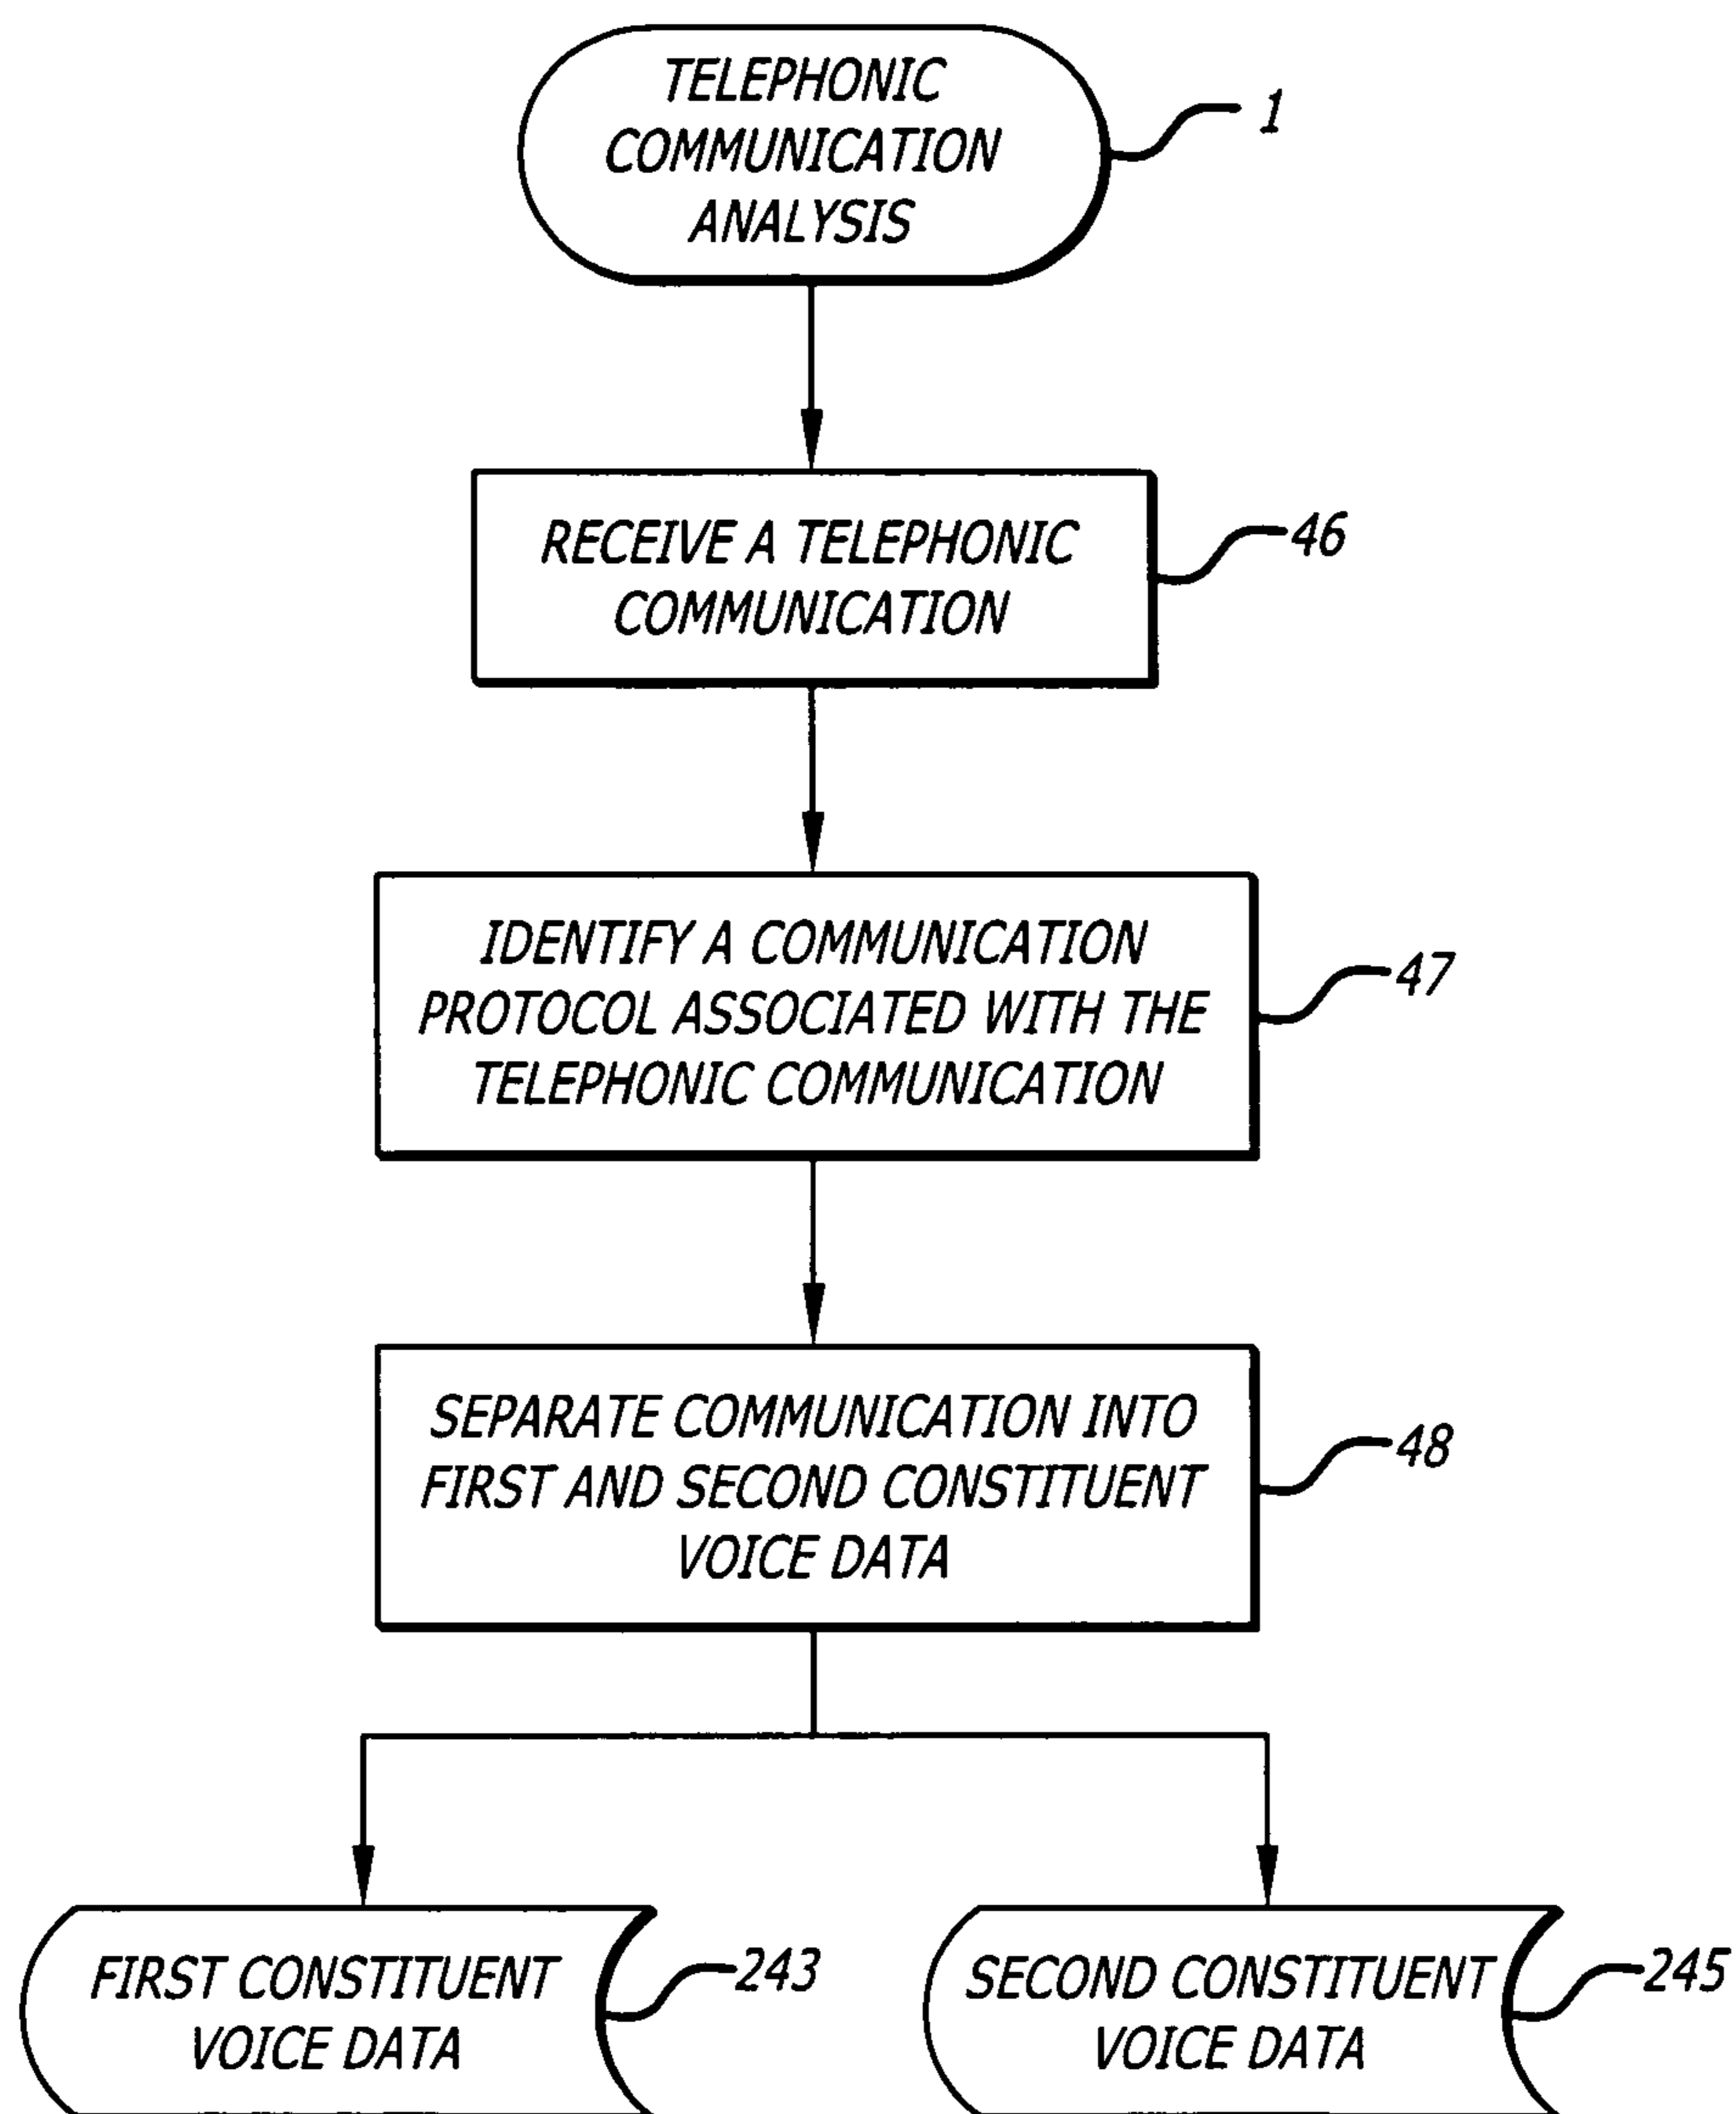 TELEPHONIC
COMMUNICATION
ANALYSIS
1
RECEIVE A TELEPHONIC
COMMUNICATION
46
IDENTIFY A COMMUNICATION
PROTOCOL ASSOCIATED WITH THE
TELEPHONIC COMMUNICATION
47
SEPARATE COMMUNICATION INTO
FIRST AND SECOND CONSTITUENT
VOICE DATA
48
FIRST CONSTITUENT
VOICE DATA
243
SECOND CONSTITUENT
VOICE DATA
245